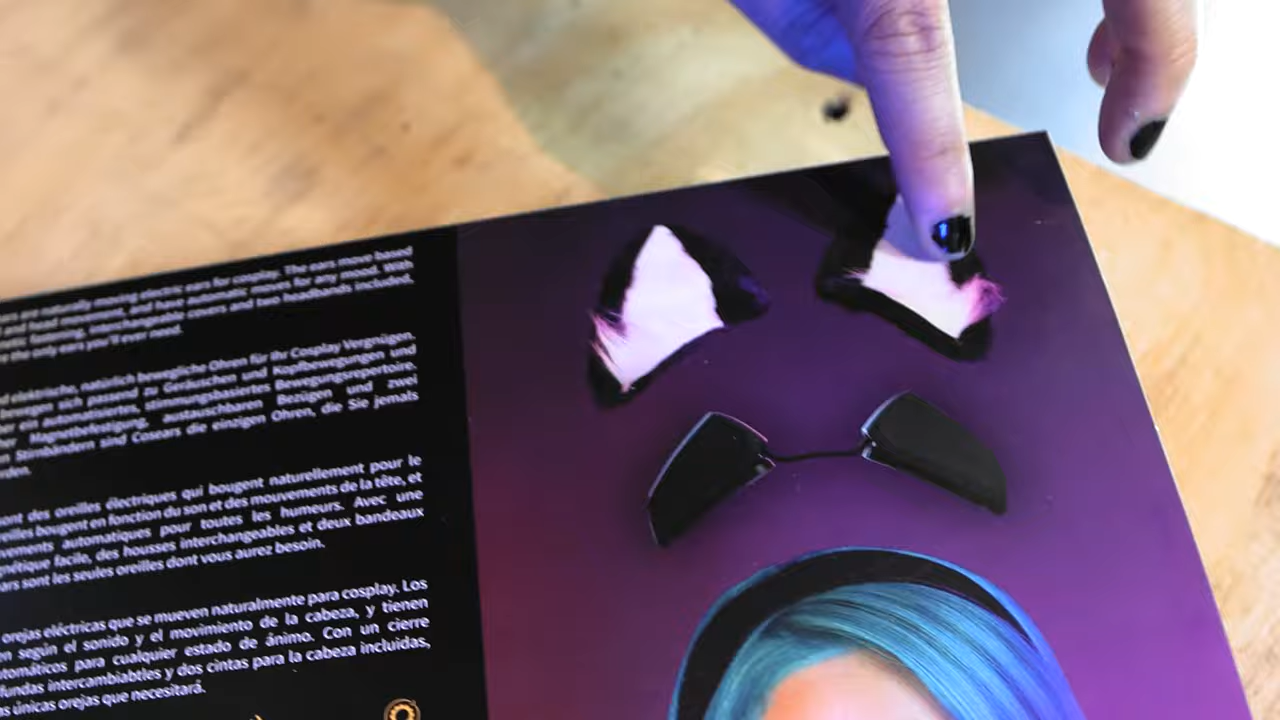 are naturally moving electric ears for cosplay. The ears move based
and head movement, and have automatic moves for any mood. With
fastening, interchangeable covers and two headbands included,
the only ears you'll ever need.
elektrische, natürlich bewegliche Ohren für Ihr Cosplay Vergnügen.
bewegen sich passend zu Geräuschen und Kopfbewegungen und
ein automatisiertes, stimmungsbasiertes Bewegungsrepertoire
Magnetbefestigung, austauschbaren Bezügen und zwei
Stirnbändern sind Cosears die einzigen Ohren, die Sie jemals
sont des oreilles électriques qui bougent naturellement pour le
oreilles bougent en fonction du son et des mouvements de la tête, et
mouvements automatiques pour toutes les humeurs. Avec une
magnétique facile, des housses interchangeables et deux bandeaux
sont les seules oreilles dont vous aurez besoin.
orejas eléctricas que se mueven naturalmente para cosplay. Los
según el sonido y el movimiento de la cabeza, y tienen
automáticos para cualquier estado de ánimo. Con un cierre
fundas intercambiabtles y dos cintas para la cabeza incluidas,
únicas orejas que necesitará.